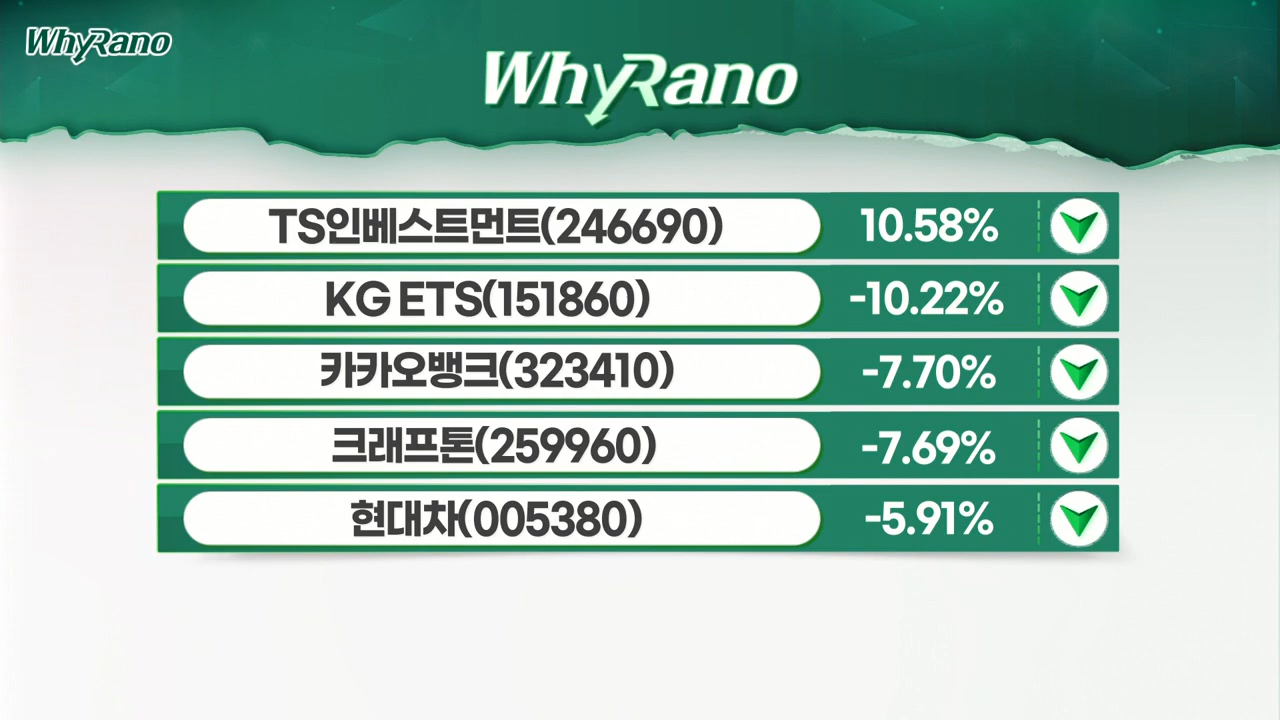 WhyRano
WhyRano
TS인베스트먼트(246690) 10.58%
KG ETS(151860) -10.22%
카카오뱅크(323410) -7.70%
크래프톤(259960) -7.69%
현대차(005380) -5.91%